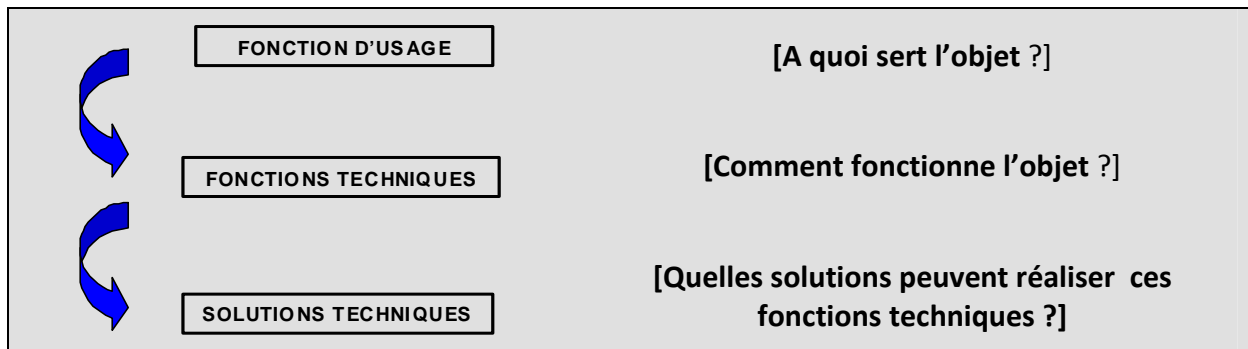 FONCTION D'USAGE
[A quoi sert l'objet ?]
FONCTIONS TECHNIQUES
[Comment fonctionne l'objet ?]
SOLUTIONS TECHNIQUES
[Quelles solutions peuvent réaliser ces
fonctions techniques ?]